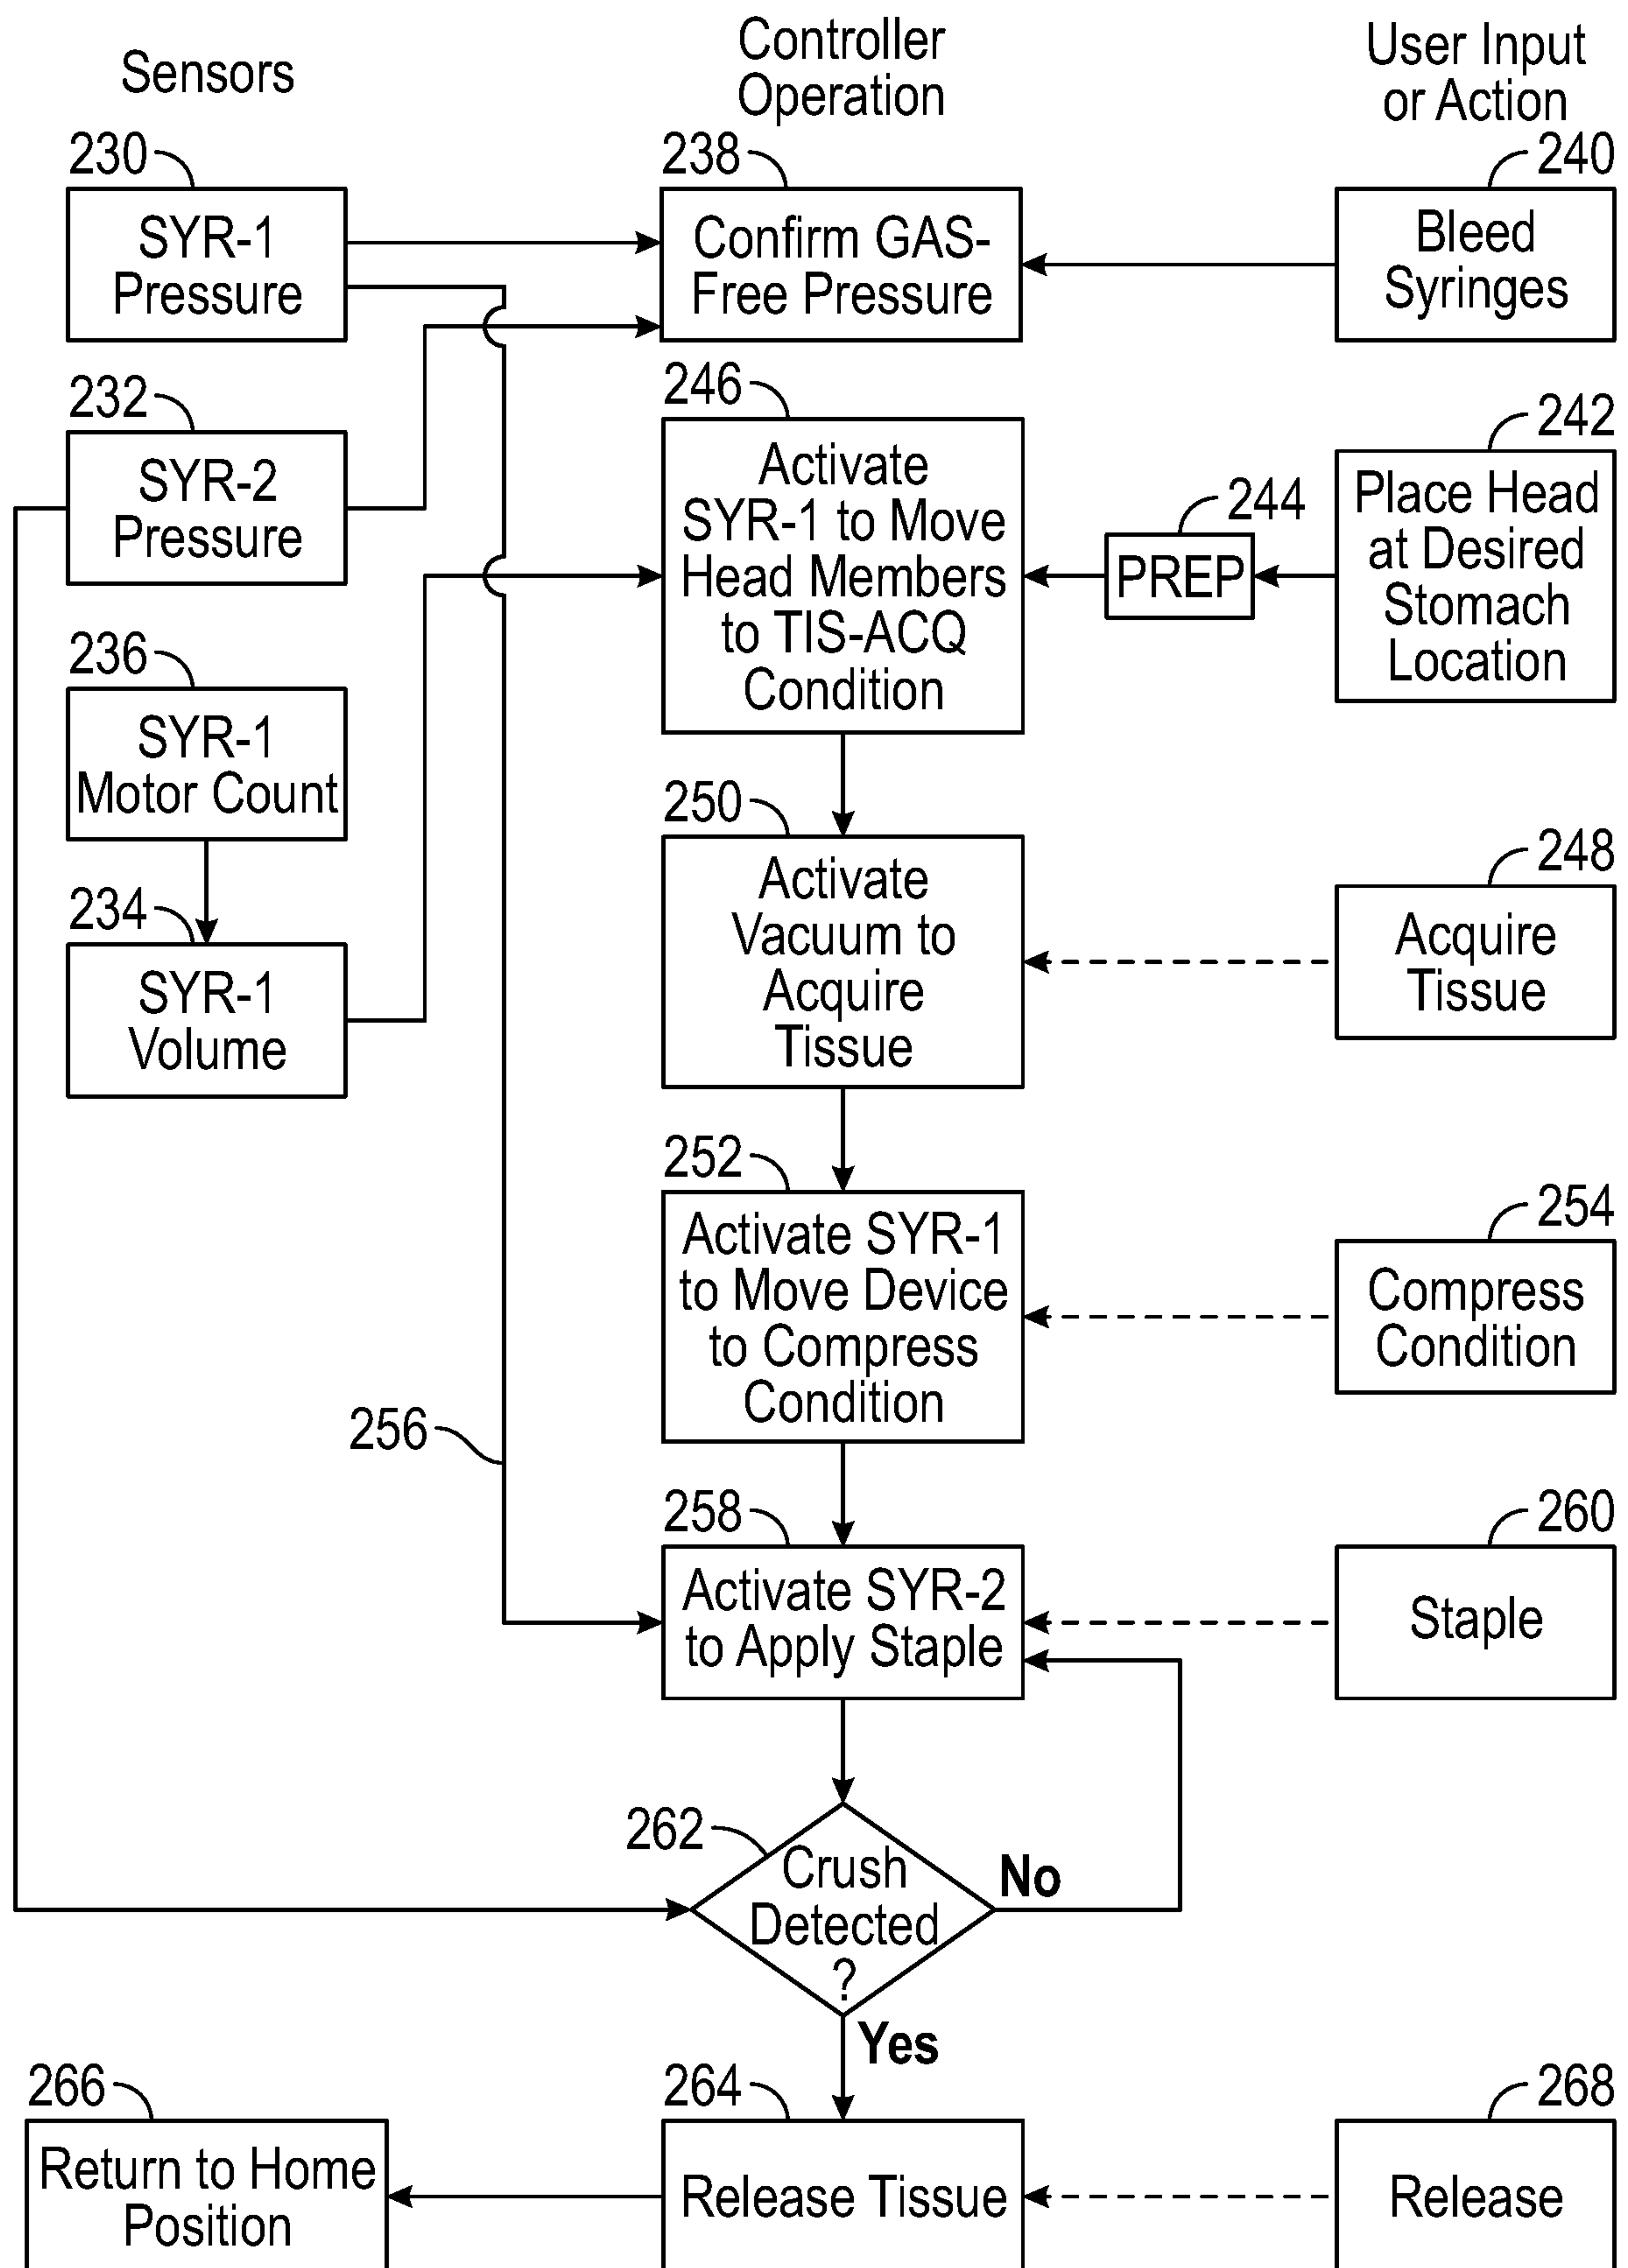 Sensors
Controller
Operation
User Input
or Action
230
SYR-1
Pressure
238
Confirm GAS-
Free Pressure
240
Bleed
Syringes
232
SYR-2
Pressure
246
Activate
SYR-1 to Move
Head Members
to TIS-ACQ
Condition
244
PREP
242
Place Head
at Desired
Stomach
Location
236
SYR-1
Motor Count
234
SYR-1
Volume
250
Activate
Vacuum to
Acquire
Tissue
248
Acquire
Tissue
252
Activate SYR-1
to Move Device
to Compress
Condition
254
Compress
Condition
256
258
Activate SYR-2
to Apply Staple
260
Staple
262
Crush
Detected
?
No
Yes
266
Return to Home
Position
264
Release Tissue
268
Release